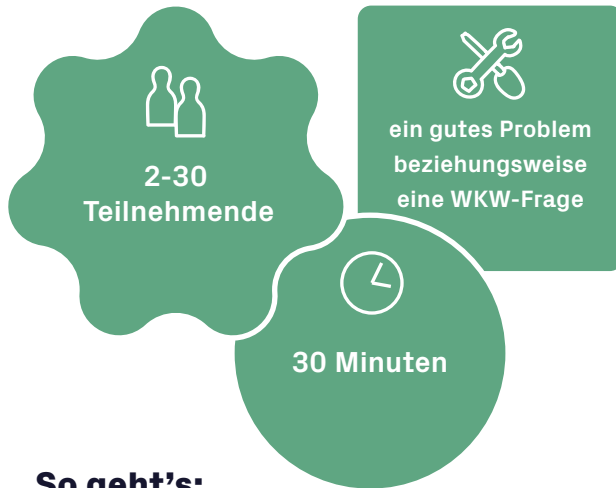 2-30
Teilnehmende
ein gutes Problem
beziehungsweise
eine WKW-Frage
30 Minuten
So geht's: